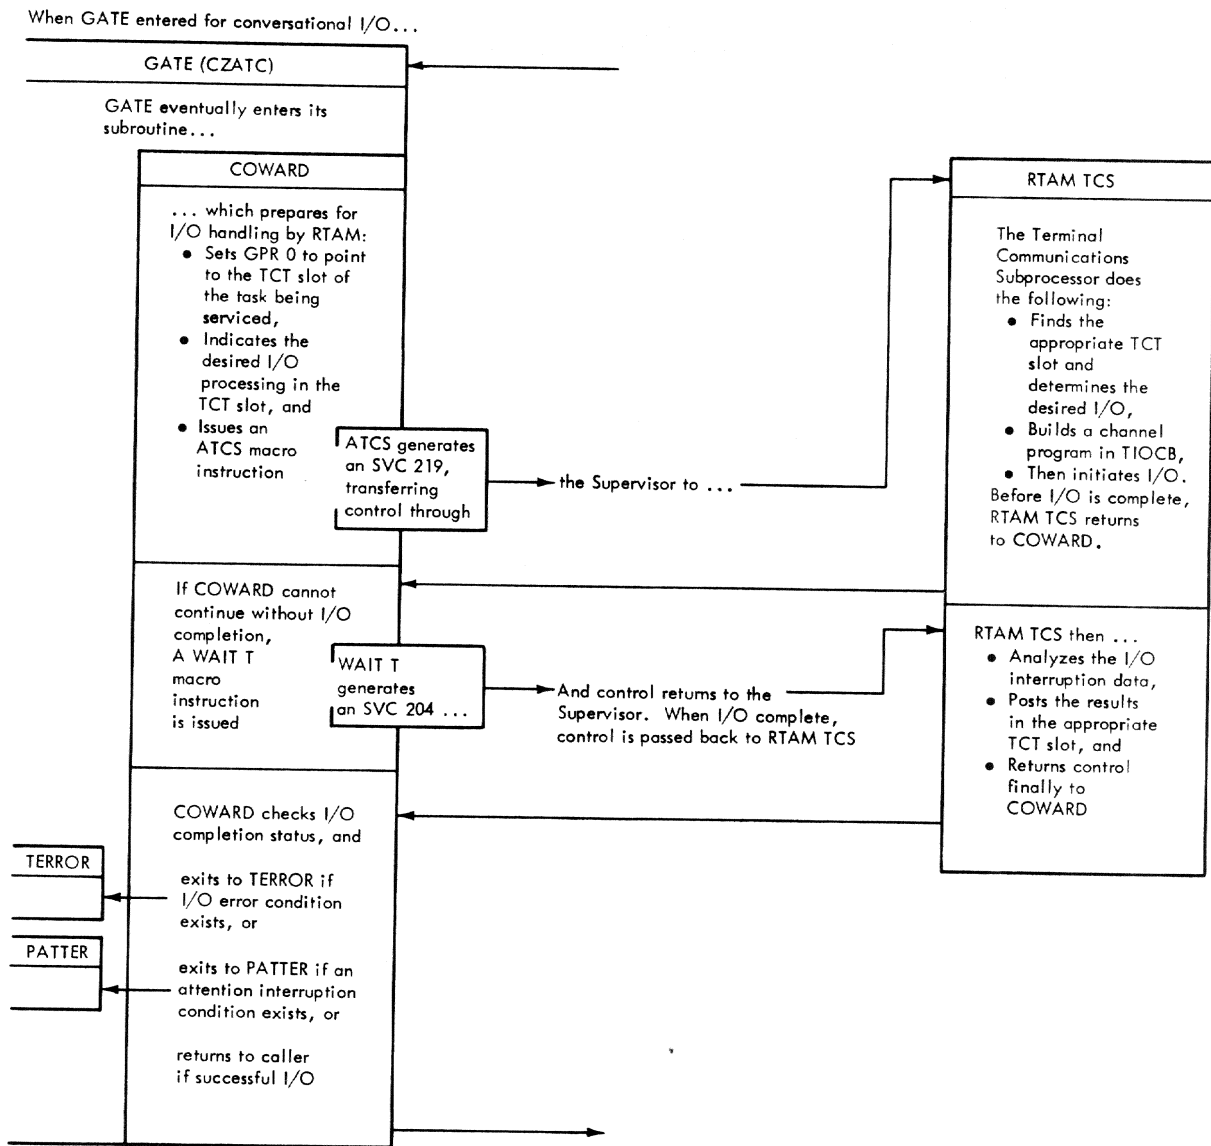 When GATE entered for conversational I/O...
GATE (CZATC)
GATE eventually enters its
subroutine...
COWARD
... which prepares for
I/O handling by RTAM:
● Sets GPR 0 to point
to the TCT slot of
the task being
serviced,
● Indicates the
desired I/O
processing in the
TCT slot, and
● Issues an
ATCS macro
instruction
ATCS generates
an SVC 219,
transferring
control through
the Supervisor to ...
RTAM TCS
The Terminal
Communications
Subprocessor does
the following:
● Finds the
appropriate TCT
slot and
determines the
desired I/O,
● Builds a channel
program in TIOCB,
● Then initiates I/O.
Before I/O is complete,
RTAM TCS returns
to COWARD.
If COWARD cannot
continue without I/O
completion,
A WAIT T
macro
instruction
is issued
WAIT T
generates
an SVC 204 ...
And control returns to the
Supervisor. When I/O complete,
control is passed back to RTAM TCS
RTAM TCS then ...
● Analyzes the I/O
interruption data,
● Posts the results
in the appropriate
TCT slot, and
● Returns control
finally to
COWARD
COWARD checks I/O
completion status, and
exits to TERROR if
I/O error condition
exists, or
exits to PATTER if an
attention interruption
condition exists, or
returns to caller
if successful I/O
TERROR
PATTER